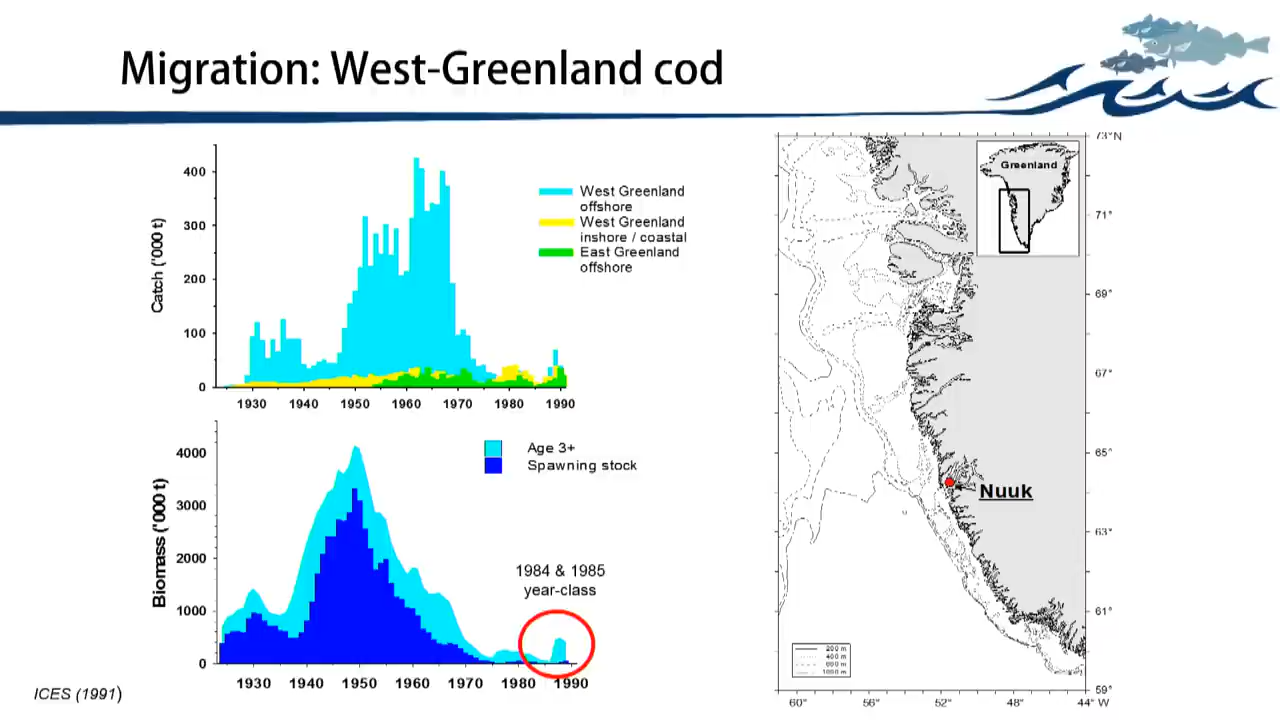 Migration: West-Greenland cod
Catch ('000 t)
400
300
200
100
0
1930 1940 1950 1960 1970 1980 1990
West Greenland
offshore
West Greenland
inshore / coastal
East Greenland
offshore
Biomass ('000 t)
4000
3000
2000
1000
0
1930 1940 1950 1960 1970 1980 1990
Age 3+
Spawning stock
1984 & 1985
year-class
ICES (1991)
Greenland
73°N
71°
69°
67°
65°
63°
61°
59°
Nuuk
200 m
400 m
600 m
1000 m
60° 56° 52° 48° 44° W